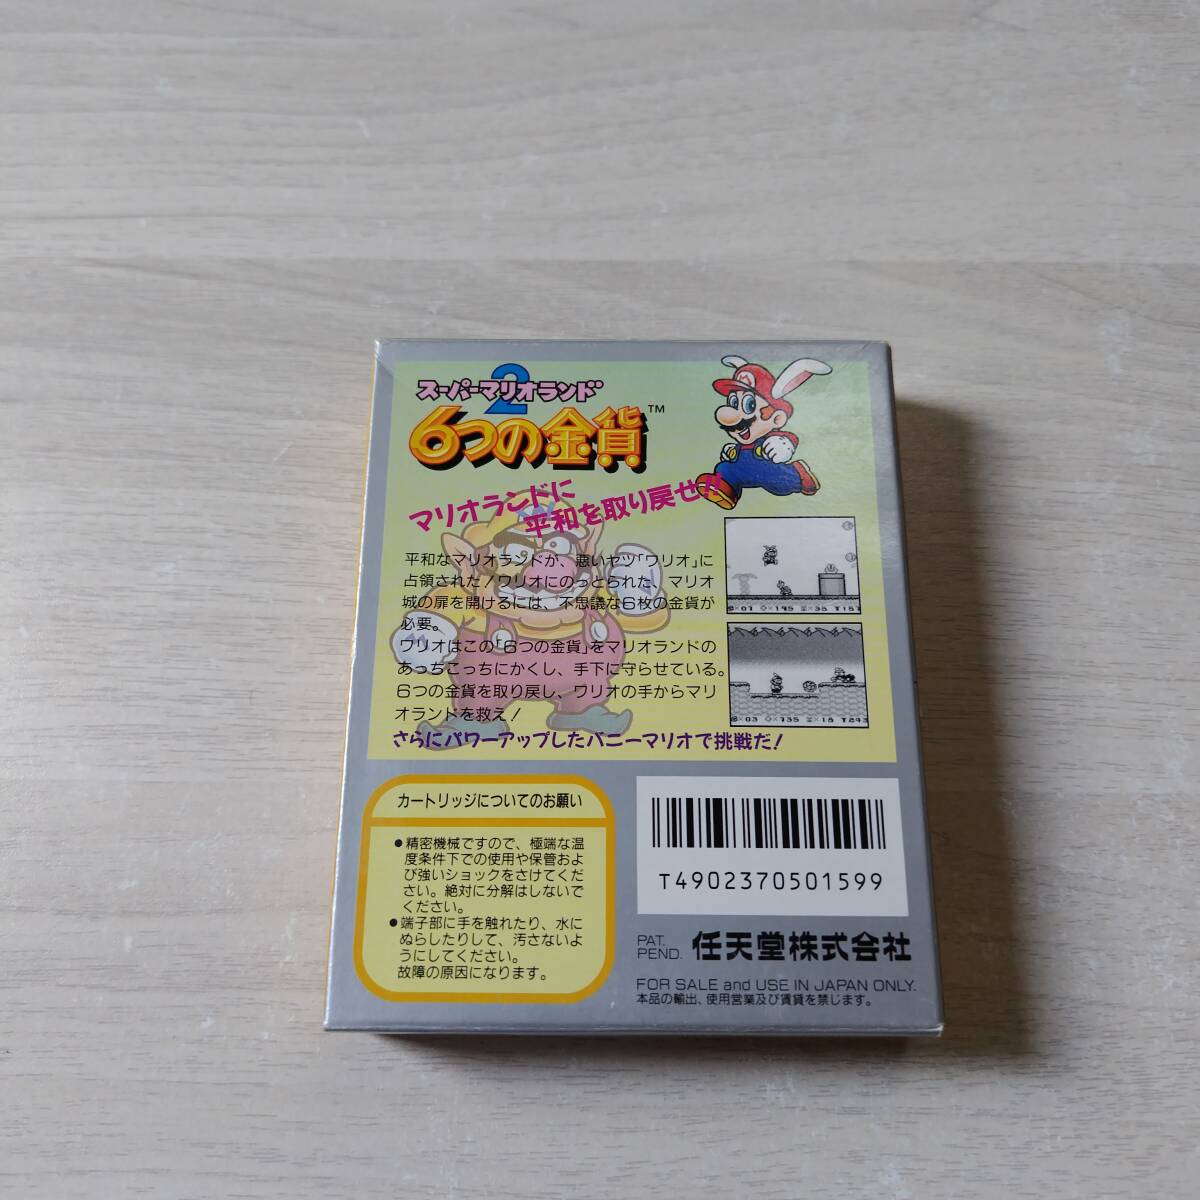 スーパーマリオランド
2
6つの金貨™
マリオランドに
平和を取り戻せ!!
平和なマリオランドが、悪いヤツ「ワリオ」に
占領された!ワリオにのっとられた、マリオ
城の扉を開けるには、不思議な6枚の金貨が
必要。
ワリオはこの「6つの金貨」をマリオランドの
あっちこっちにかくし、手下に守らせている。
6つの金貨を取り戻し、ワリオの手からマリ
オランドを救え!
さらにパワーアップしたバニーマリオで挑戦だ!
カートリッジについてのお願い
●精密機械ですので、極端な温
度条件下での使用や保管およ
び強いショックをさけてくだ
さい。絶対に分解はしないで
ください。
●端子部に手を触れたり、水に
ぬらしたりして、汚さないよ
うにしてください。
故障の原因になります。
T4902370501599
PAT.
PEND. 任天堂株式会社
FOR SALE and USE IN JAPAN ONLY.
本品の輸出、使用営業及び賃貸を禁じます。